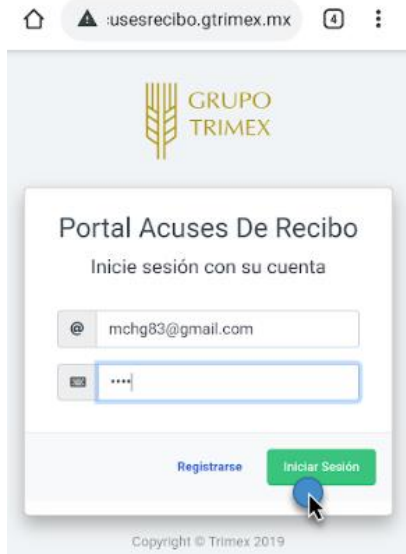 :usesrecibo.gtrimex.mx 4
GRUPO
TRIMEX
Portal Acuses De Recibo
Inicie sesión con su cuenta
@ mchg83@gmail.com
••••
Registrarse Iniciar Sesión
Copyright © Trimex 2019